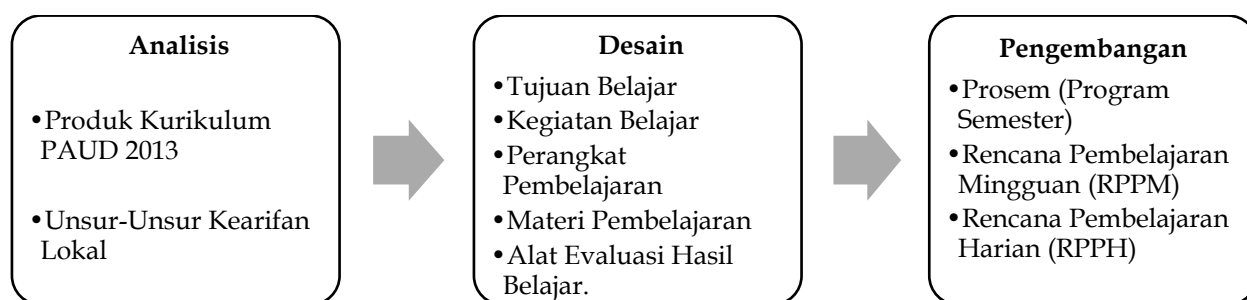 Analisis
•Produk Kurikulum
PAUD 2013
•Unsur-Unsur Kearifan
Lokal
Desain
•Tujuan Belajar
•Kegiatan Belajar
•Perangkat
Pembelajaran
•Materi Pembelajaran
•Alat Evaluasi Hasil
Belajar.
Pengembangan
•Prosem (Program
Semester)
•Rencana Pembelajaran
Mingguan (RPPM)
•Rencana Pembelajaran
Harian (RPPH)